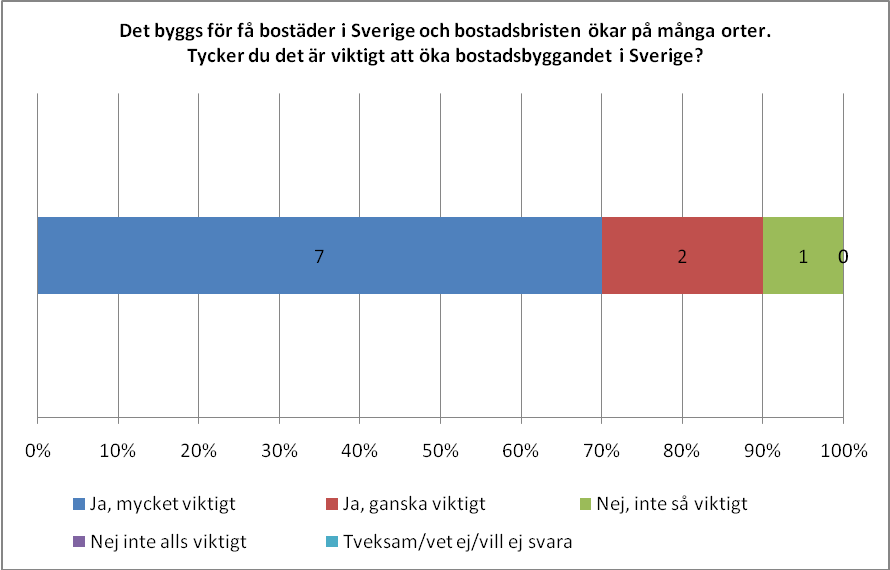 Det byggs för få bostäder i Sverige och bostadsbristen ökar på många orter.
Tycker du det är viktigt att öka bostadsbyggandet i Sverige?
7 2 1 0
0% 10% 20% 30% 40% 50% 60% 70% 80% 90% 100%
Ja, mycket viktigt Ja, ganska viktigt Nej, inte så viktigt
Nej inte alls viktigt Tveksam/vet ej/vill ej svara